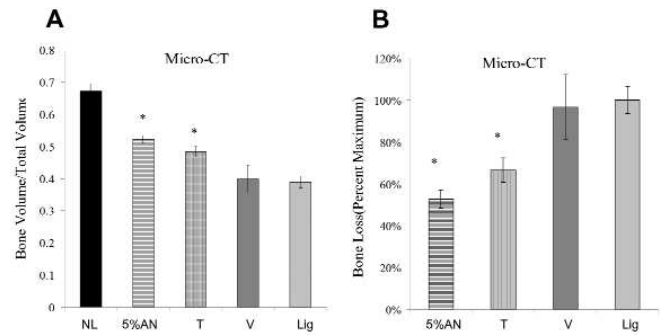 A
Micro-CT
Bone Volume/Total Volume
0.8
0.7
0.6
0.5
0.4
0.3
0.2
0.1
0
*
*
NL
5%AN
T
V
Lig
B
Micro-CT
Bone Loss(Percent Maximum)
120%
100%
80%
60%
40%
20%
0%
*
*
5%AN
T
V
Lig